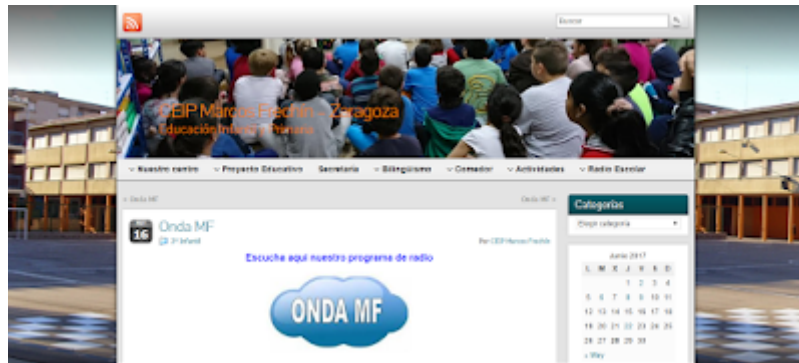 Buscar
CEIP Marcos Frechín - Zaragoza
Educación Infantil y Primaria
Nuestro centro Proyecto Educativo Secretaría Bilingüismo Comedor Actividades Radio Escolar
« Onda MF Onda MF »
Categorías
16 Onda MF
3º Infantil Por CEIP Marcos Frechín
Elegir categoría
Escucha aquí nuestro programa de radio
ONDA MF
Junio 2017
L M X J V S D
1 2 3 4
5 6 7 8 9 10 11
12 13 14 15 16 17 18
19 20 21 22 23 24 25
26 27 28 29 30
« May